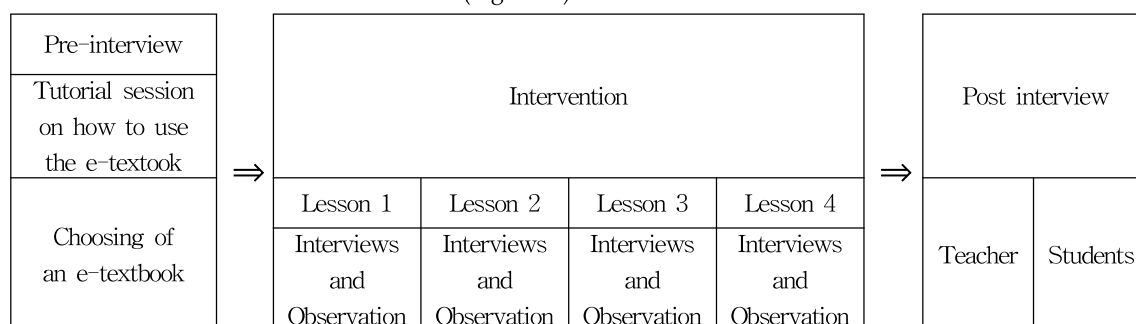 Pre-interview
Tutorial session
on how to use
the e-textook
Choosing of
an e-textbook
⇒
Intervention
Lesson 1
Lesson 2
Lesson 3
Lesson 4
Interviews
and
Observation
Interviews
and
Observation
Interviews
and
Observation
Interviews
and
Observation
⇒
Post interview
Teacher
Students